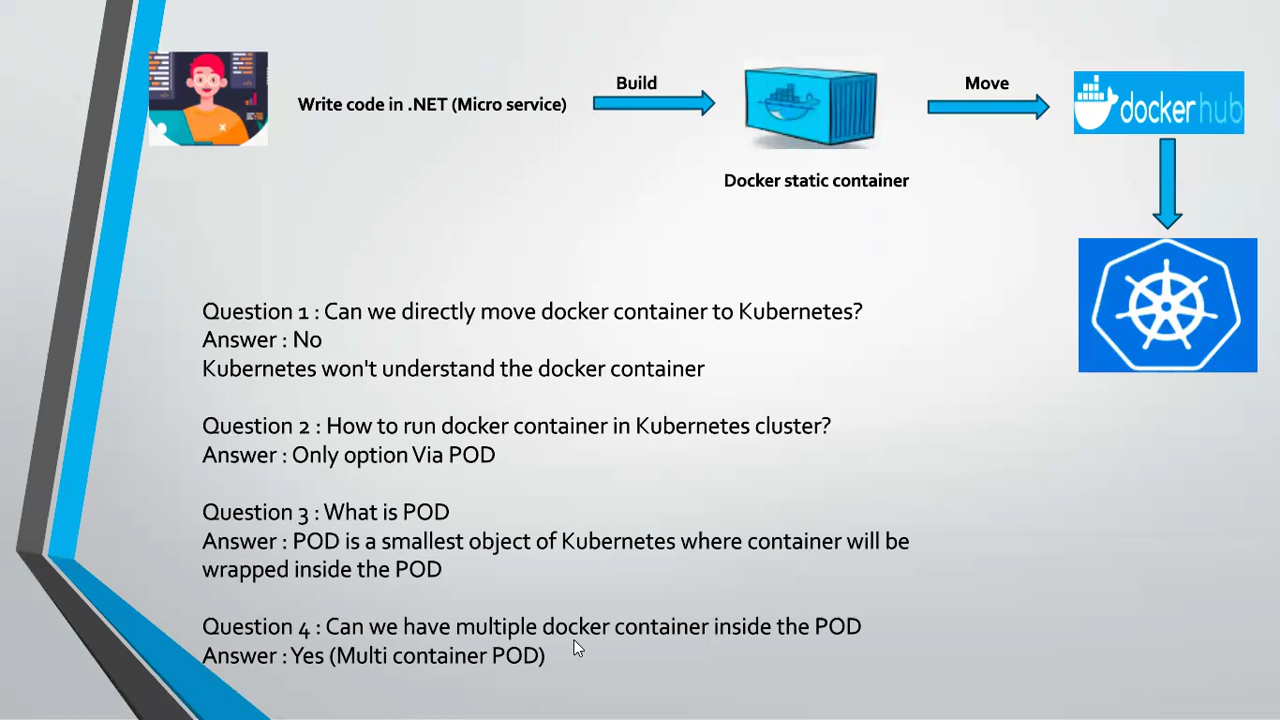 Write code in .NET (Micro service)
Build
Move
dockerhub
Docker static container
Question 1 : Can we directly move docker container to Kubernetes?
Answer : No
Kubernetes won't understand the docker container
Question 2 : How to run docker container in Kubernetes cluster?
Answer : Only option Via POD
Question 3 : What is POD
Answer : POD is a smallest object of Kubernetes where container will be
wrapped inside the POD
Question 4 : Can we have multiple docker container inside the POD
Answer : Yes (Multi container POD)